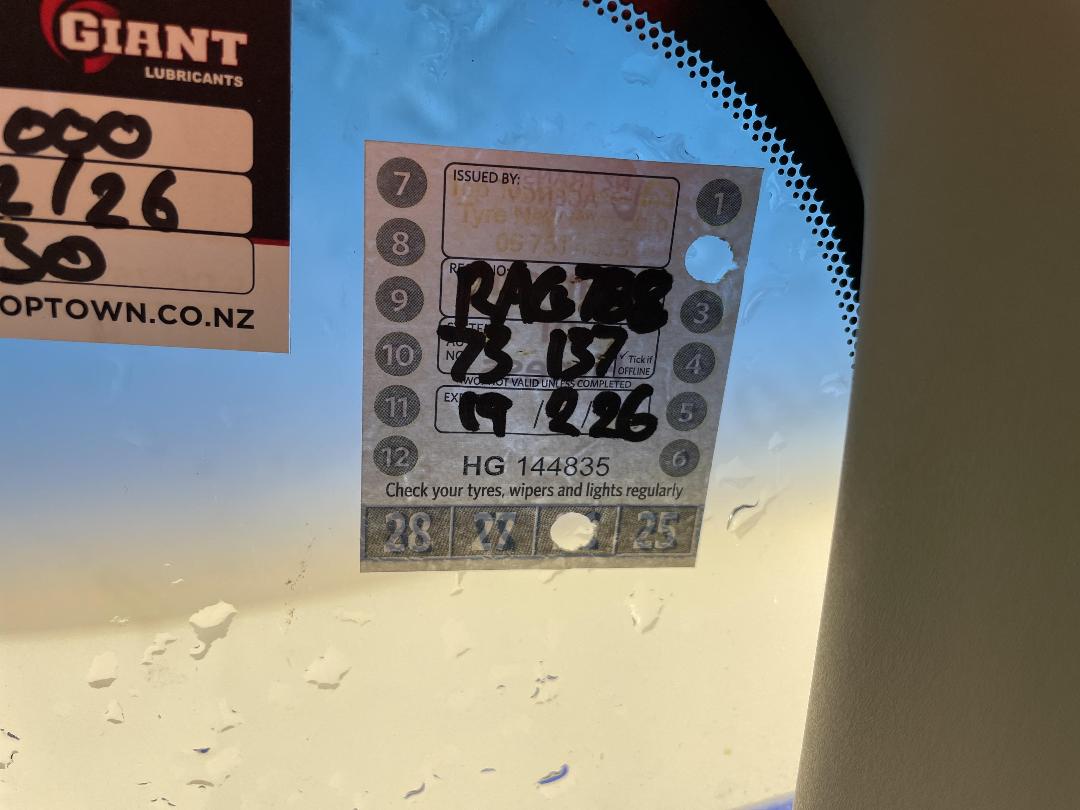 GIANT
LUBRICANTS
000
2/26
30
OPTOWN.CO.NZ
7
8
9
10
11
12
ISSUED BY:
1
3
4
5
6
RAG788
73 137
✓ Tick if
OFFLINE
NOT VALID UNLESS COMPLETED
19/2/26
HG 144835
Check your tyres, wipers and lights regularly
28 27 25